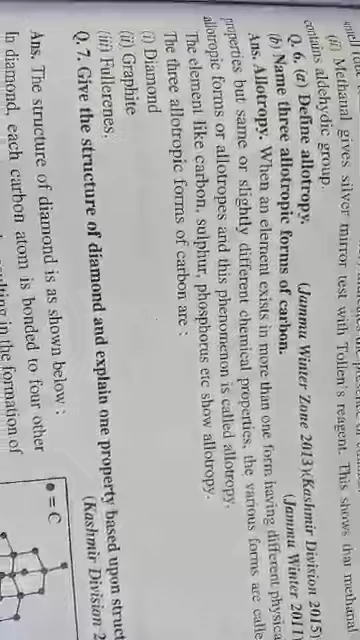 (ii) Methanal gives silver mirror test with Tollen's reagent. This shows that methanal
contains aldehydic group.
Q. 6. (a) Define allotropy. (Jammu Winter Zone 2013)(Kashmir Division 2015)
(b) Name three allotropic forms of carbon. (Jammu Winter 2011)
Ans. Allotropy. When an element exists in more than one form having different physica
properties but same or slightly different chemical properties, the various forms are calle
allotropic forms or allotropes and this phenomenon is called allotropy.
The element like carbon, sulphur, phosphorus etc show allotropy.
The three allotropic forms of carbon are :
(i) Diamond
(ii) Graphite
(iii) Fullerenes.
Q. 7. Give the structure of diamond and explain one property based upon struct
(Kashmir Division 2
Ans. The structure of diamond is as shown below :
In diamond, each carbon atom is bonded to four other
in the formation of
● = C